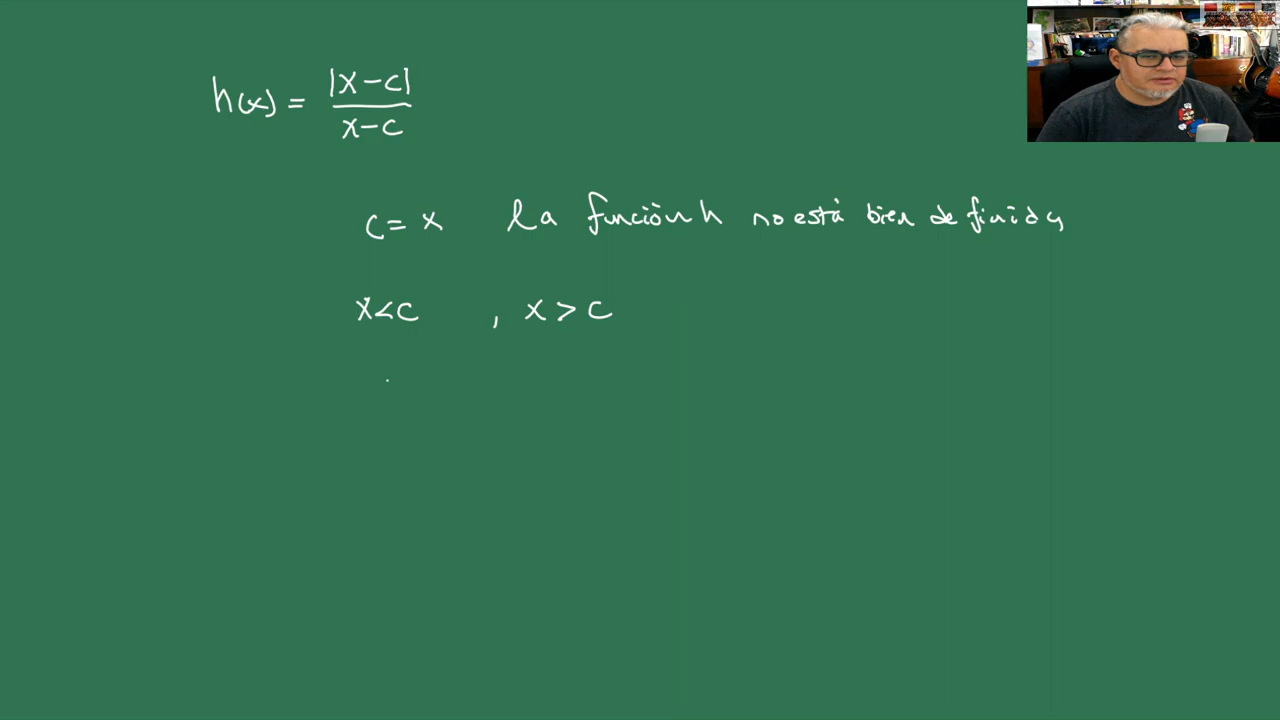 h(x) = |x-c| / x-c
c = x la función h no está bien definida
x<c , x > c